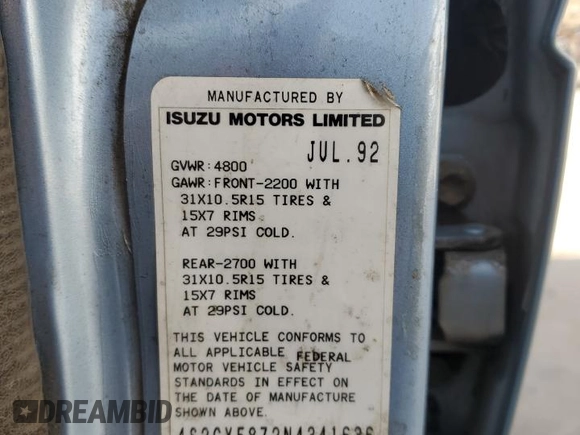 MANUFACTURED BY
ISUZU MOTORS LIMITED
JUL.92
GVWR:4800
GAWR:FRONT-2200 WITH
31X10.5R15 TIRES &
15X7 RIMS
AT 29PSI COLD.
REAR-2700 WITH
31X10.5R15 TIRES &
15X7 RIMS
AT 29PSI COLD.
THIS VEHICLE CONFORMS TO
ALL APPLICABLE FEDERAL
MOTOR VEHICLE SAFETY
STANDARDS IN EFFECT ON
THE DATE OF MANUFACTURE
SHOWN ABOVE.
DREAMBID